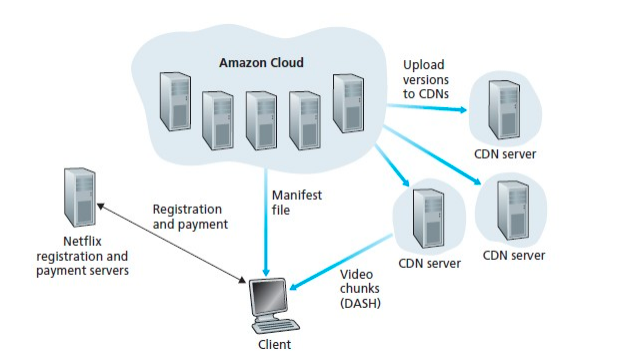 Amazon Cloud
Upload
versions
to CDNs
CDN server
Manifest
file
Registration
and payment
Netflix
registration and
payment servers
CDN server
CDN server
Video
chunks
(DASH)
Client